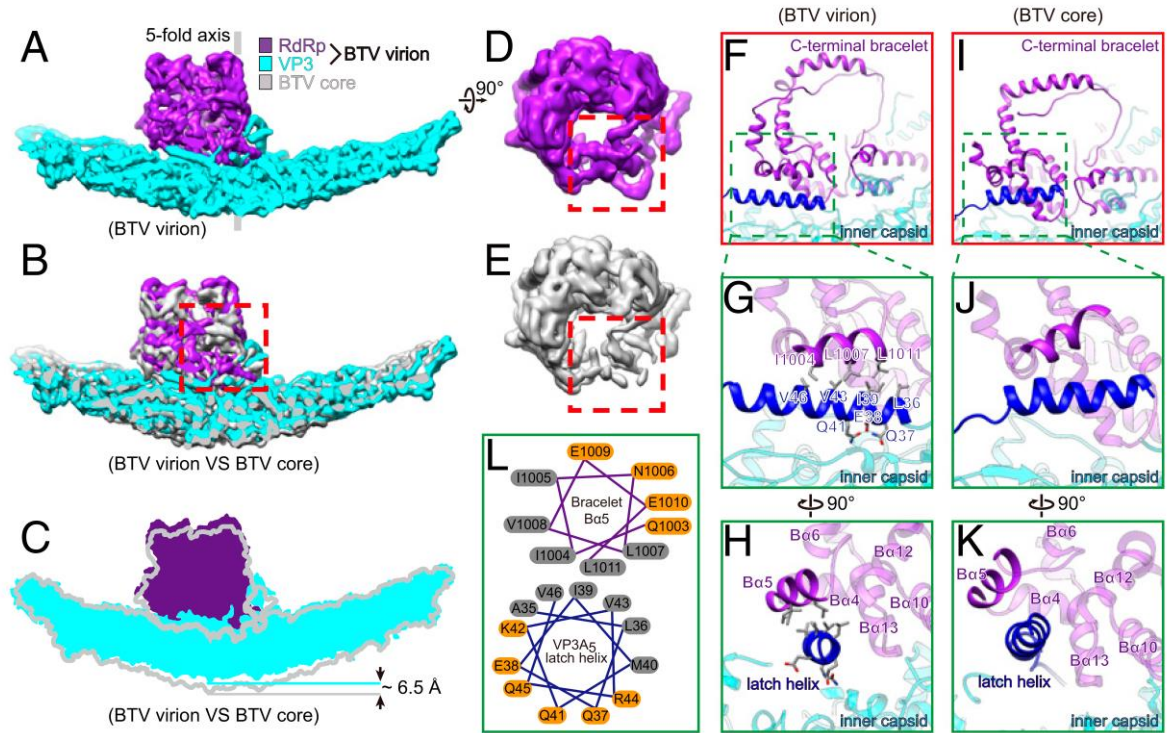 A
5-fold axis
RdRp
VP3
BTV virion
BTV core
(BTV virion)
90°
B
(BTV virion VS BTV core)
C
~ 6.5 Å
(BTV virion VS BTV core)
D
E
L
E1009
I1005
N1006
E1010
Bracelet
Bα5
V1008
Q1003
I1004
L1007
L1011
V46
I39
A35
V43
K42
L36
VP3A5
latch helix
E38
M40
Q45
R44
Q41
Q37
(BTV virion)
F
C-terminal bracelet
inner capsid
G
I1004
L1007
L1011
V46
V43
I39
L36
E38
Q41
Q37
inner capsid
90°
H
Bα6
Bα12
Bα5
Bα4
Bα10
Bα13
latch helix
inner capsid
(BTV core)
I
C-terminal bracelet
inner capsid
J
inner capsid
90°
K
Bα6
Bα5
Bα12
Bα4
Bα10
Bα13
latch helix
inner capsid